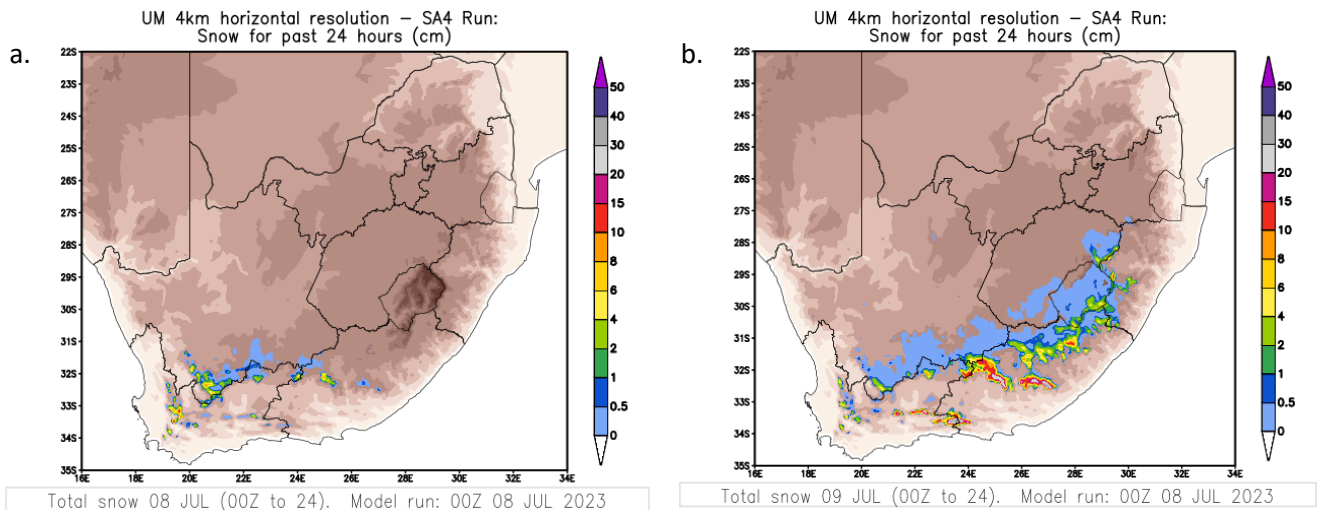 a.
UM 4km horizontal resolution – SA4 Run:
Snow for past 24 hours (cm)
22S
23S
24S
25S
26S
27S
28S
29S
30S
31S
32S
33S
34S
35S
16E 18E 20E 22E 24E 26E 28E 30E 32E 34E
50
40
30
20
15
10
8
6
4
2
1
0.5
0
Total snow 08 JUL (00Z to 24). Model run: 00Z 08 JUL 2023
b.
UM 4km horizontal resolution – SA4 Run:
Snow for past 24 hours (cm)
22S
23S
24S
25S
26S
27S
28S
29S
30S
31S
32S
33S
34S
35S
16E 18E 20E 22E 24E 26E 28E 30E 32E 34E
50
40
30
20
15
10
8
6
4
2
1
0.5
0
Total snow 09 JUL (00Z to 24). Model run: 00Z 08 JUL 2023